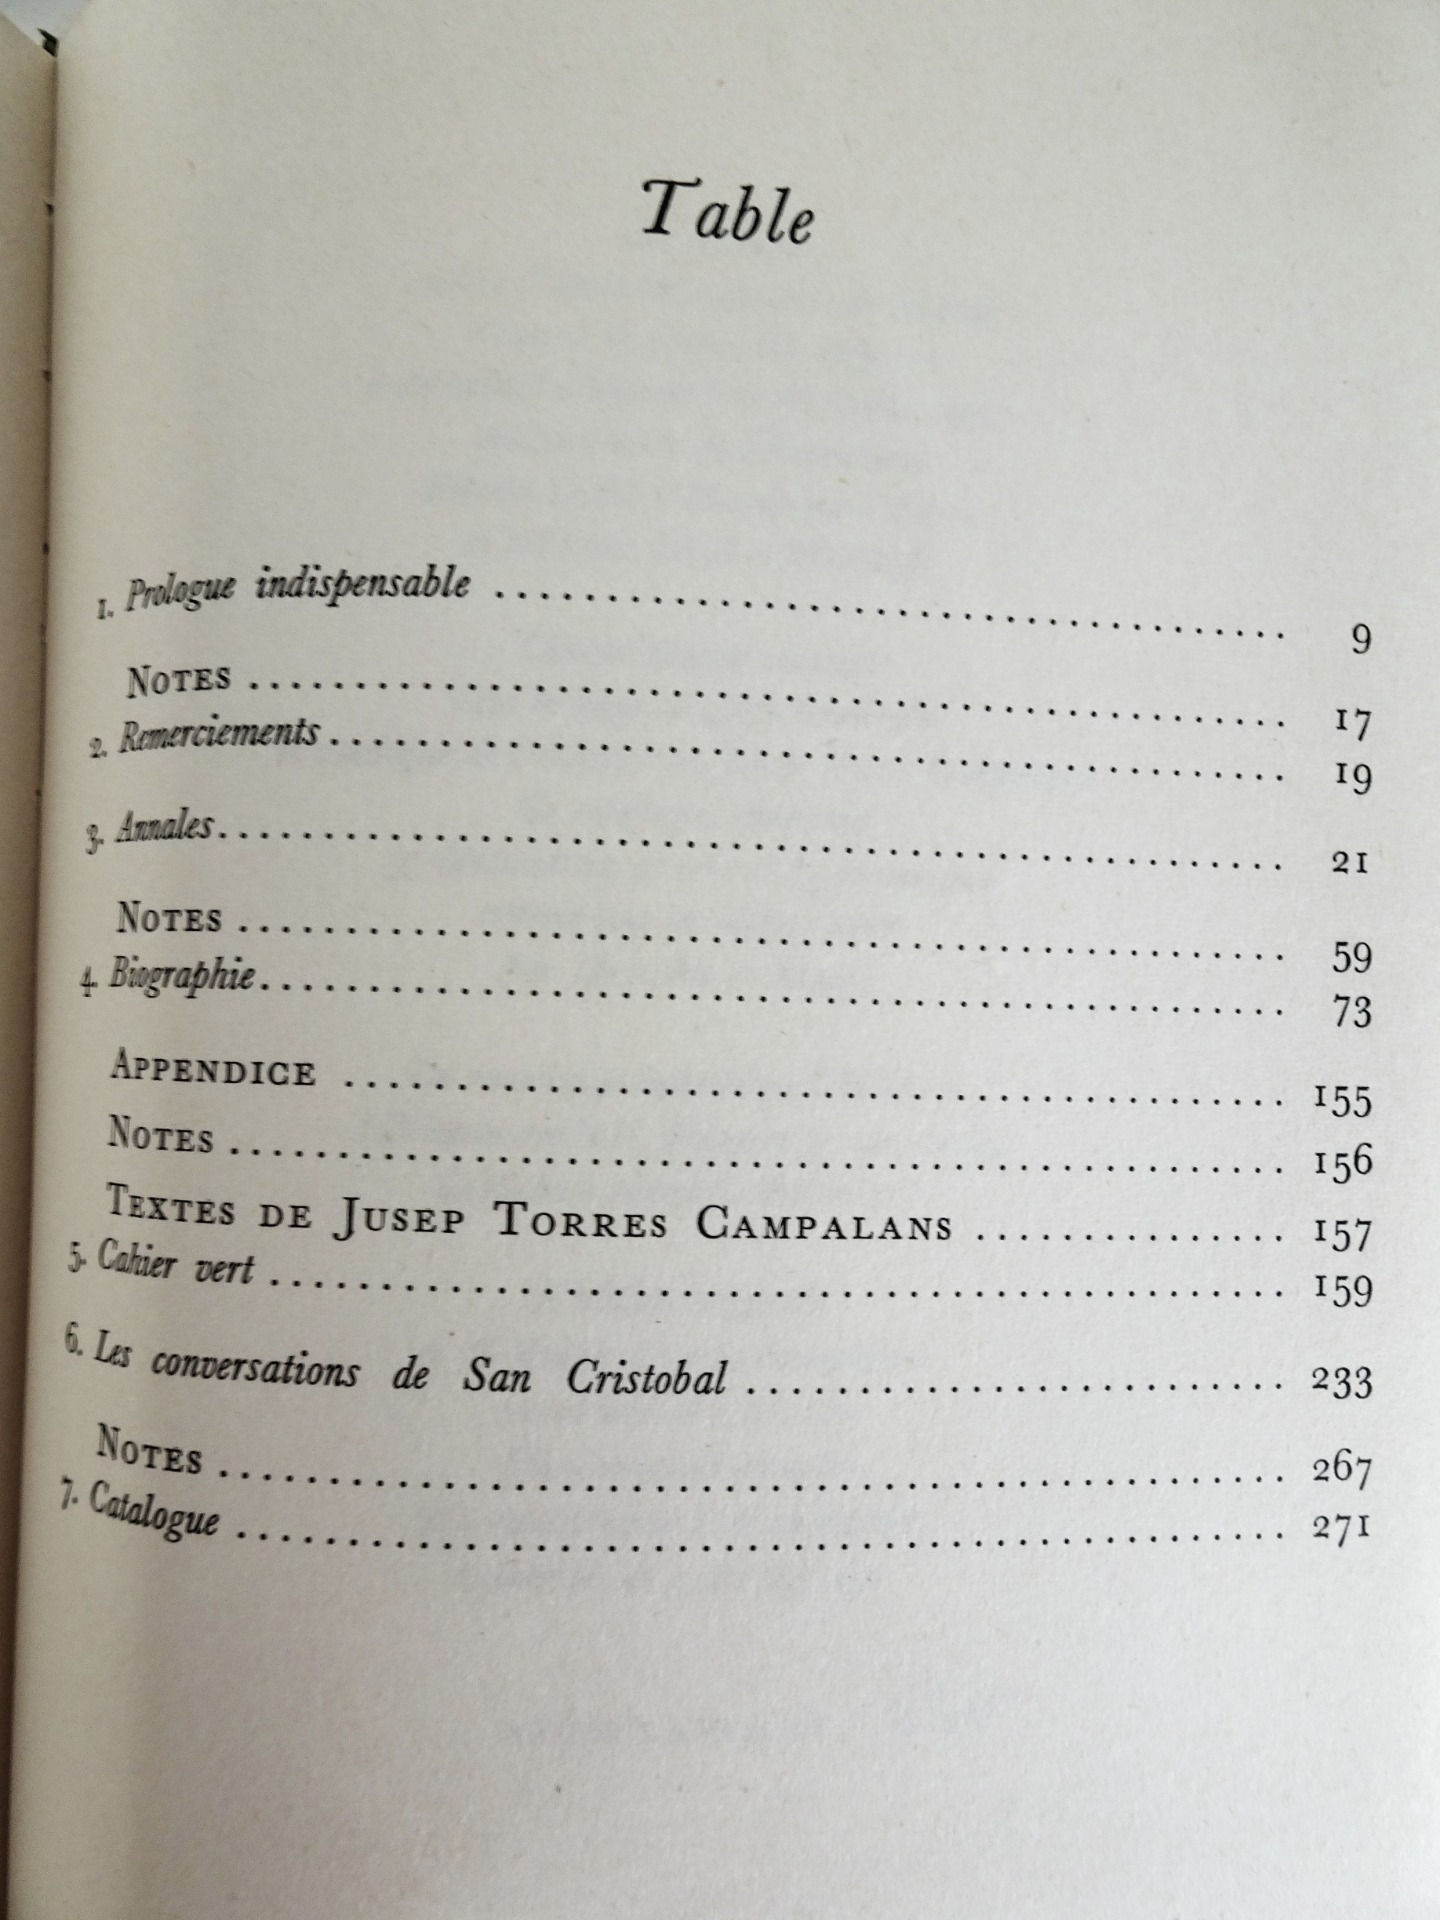 Table
1. Prologue indispensable ........ 9
NOTES ........ 17
2. Remerciements ........ 19
3. Annales ........ 21
NOTES ........ 59
4. Biographie ........ 73
APPENDICE ........ 155
NOTES ........ 156
TEXTES DE JUSEP TORRES CAMPALANS ........ 157
5. Cahier vert ........ 159
6. Les conversations de San Cristobal ........ 233
NOTES ........ 267
7. Catalogue ........ 271